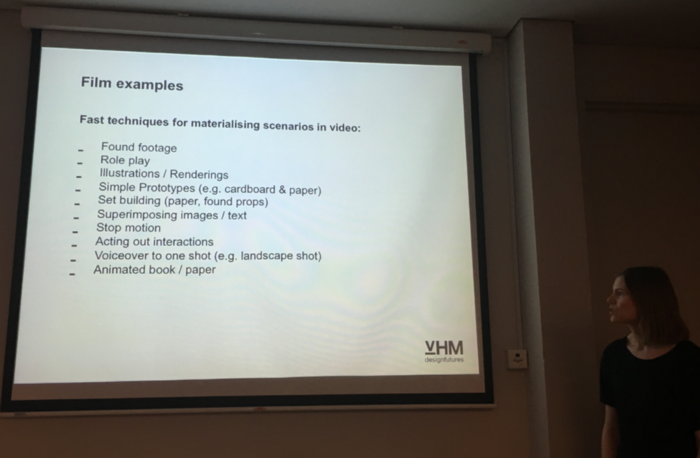 Film examples
Fast techniques for materialising scenarios in video:
- Found footage
- Role play
- Illustrations / Renderings
- Simple Prototypes (e.g. cardboard & paper)
- Set building (paper, found props)
- Superimposing images / text
- Stop motion
- Acting out interactions
- Voiceover to one shot (e.g. landscape shot)
- Animated book / paper
VHM
designfutures